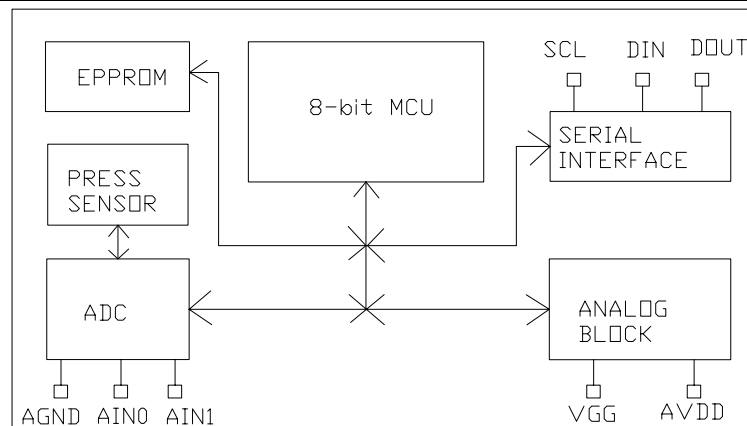 SCL DIN DOUT
EPPROM
8-bit MCU
SERIAL
INTERFACE
PRESS
SENSOR
ADC
ANALOG
BLOCK
AGND AIN0 AIN1
VGG AVDD